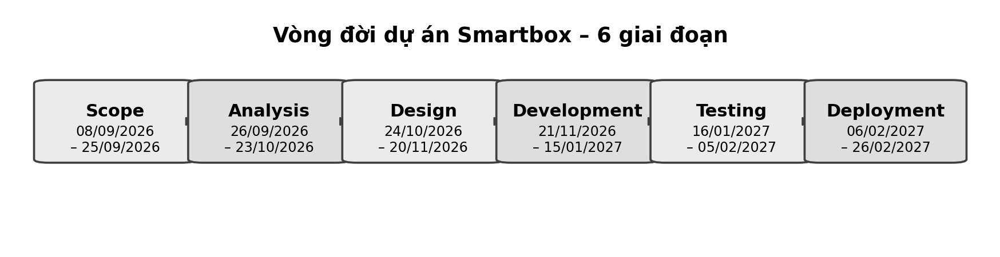 Vòng đời dự án Smartbox – 6 giai đoạn
Scope
08/09/2026
– 25/09/2026
Analysis
26/09/2026
– 23/10/2026
Design
24/10/2026
– 20/11/2026
Development
21/11/2026
– 15/01/2027
Testing
16/01/2027
– 05/02/2027
Deployment
06/02/2027
– 26/02/2027